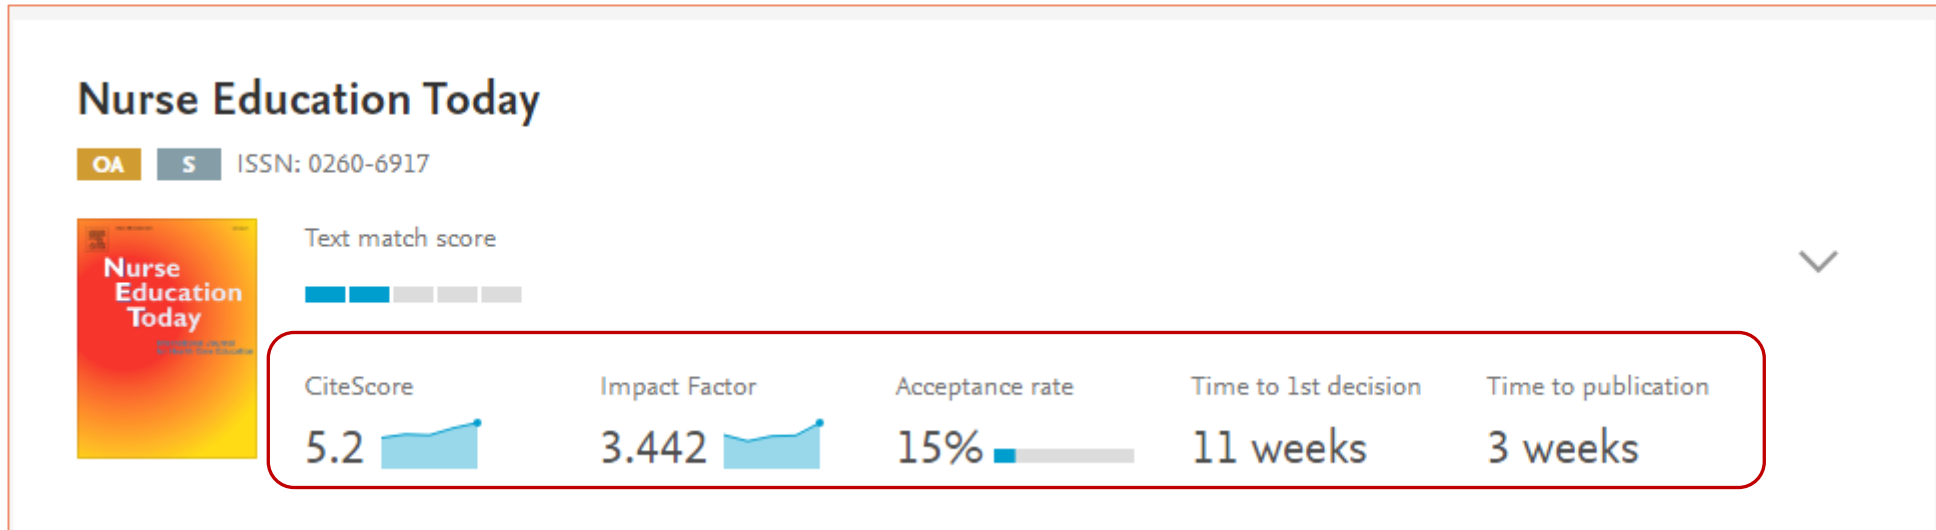 Nurse Education Today
OA S ISSN: 0260-6917
Nurse
Education
Today
Text match score
CiteScore Impact Factor Acceptance rate Time to 1st decision Time to publication
5.2 3.442 15% 11 weeks 3 weeks